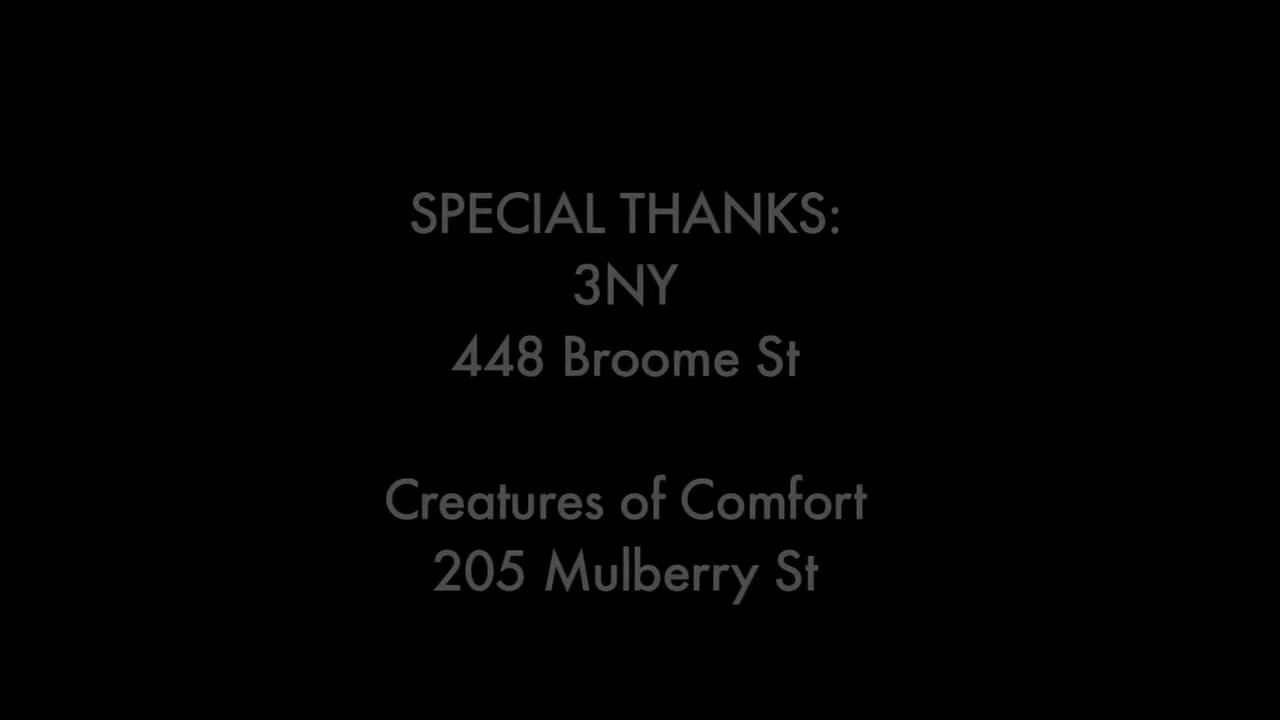 SPECIAL THANKS:
3NY
448 Broome St
Creatures of Comfort
205 Mulberry St